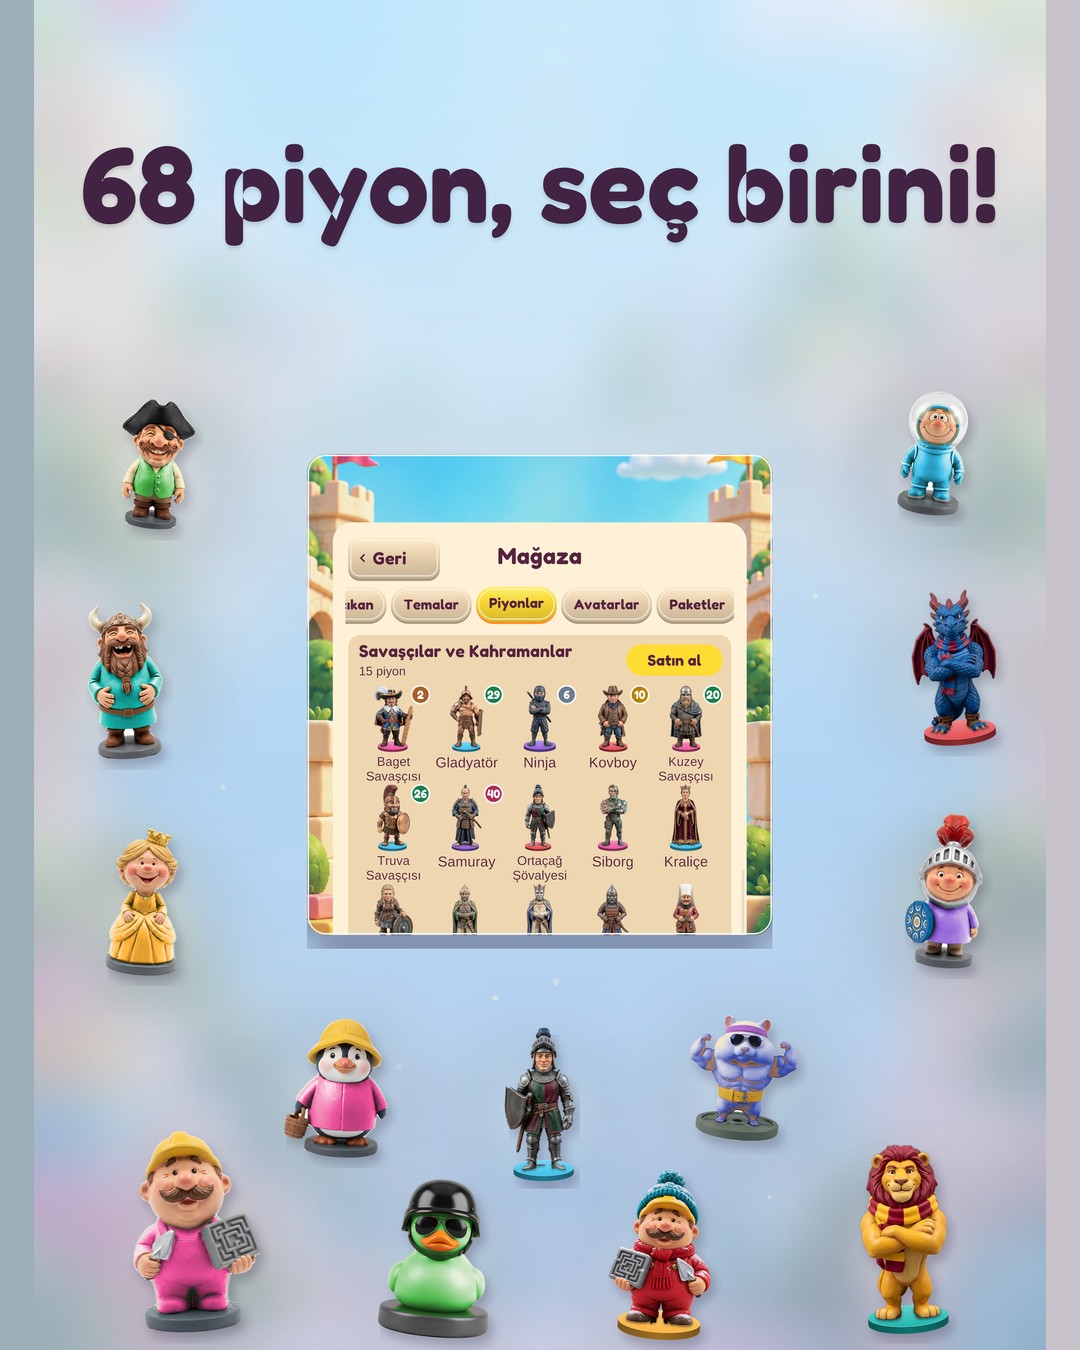 68 piyon, seç birini!
Geri
Mağaza
Temalar
Piyonlar
Avatarlar
Paketler
Savaşçılar ve Kahramanlar
15 piyon
Satın al
2
29
6
10
20
Baget Savaşçısı
Gladyatör
Ninja
Kovboy
Kuzey Savaşçısı
26
40
Truva Savaşçısı
Samuray
Ortaçağ Şövalyesi
Siborg
Kraliçe